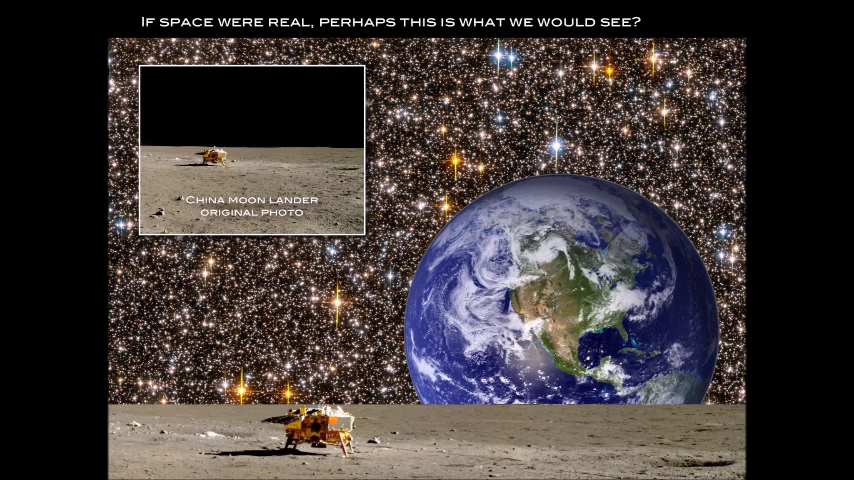 If space were real, perhaps this is what we would see?
*China moon lander
original photo